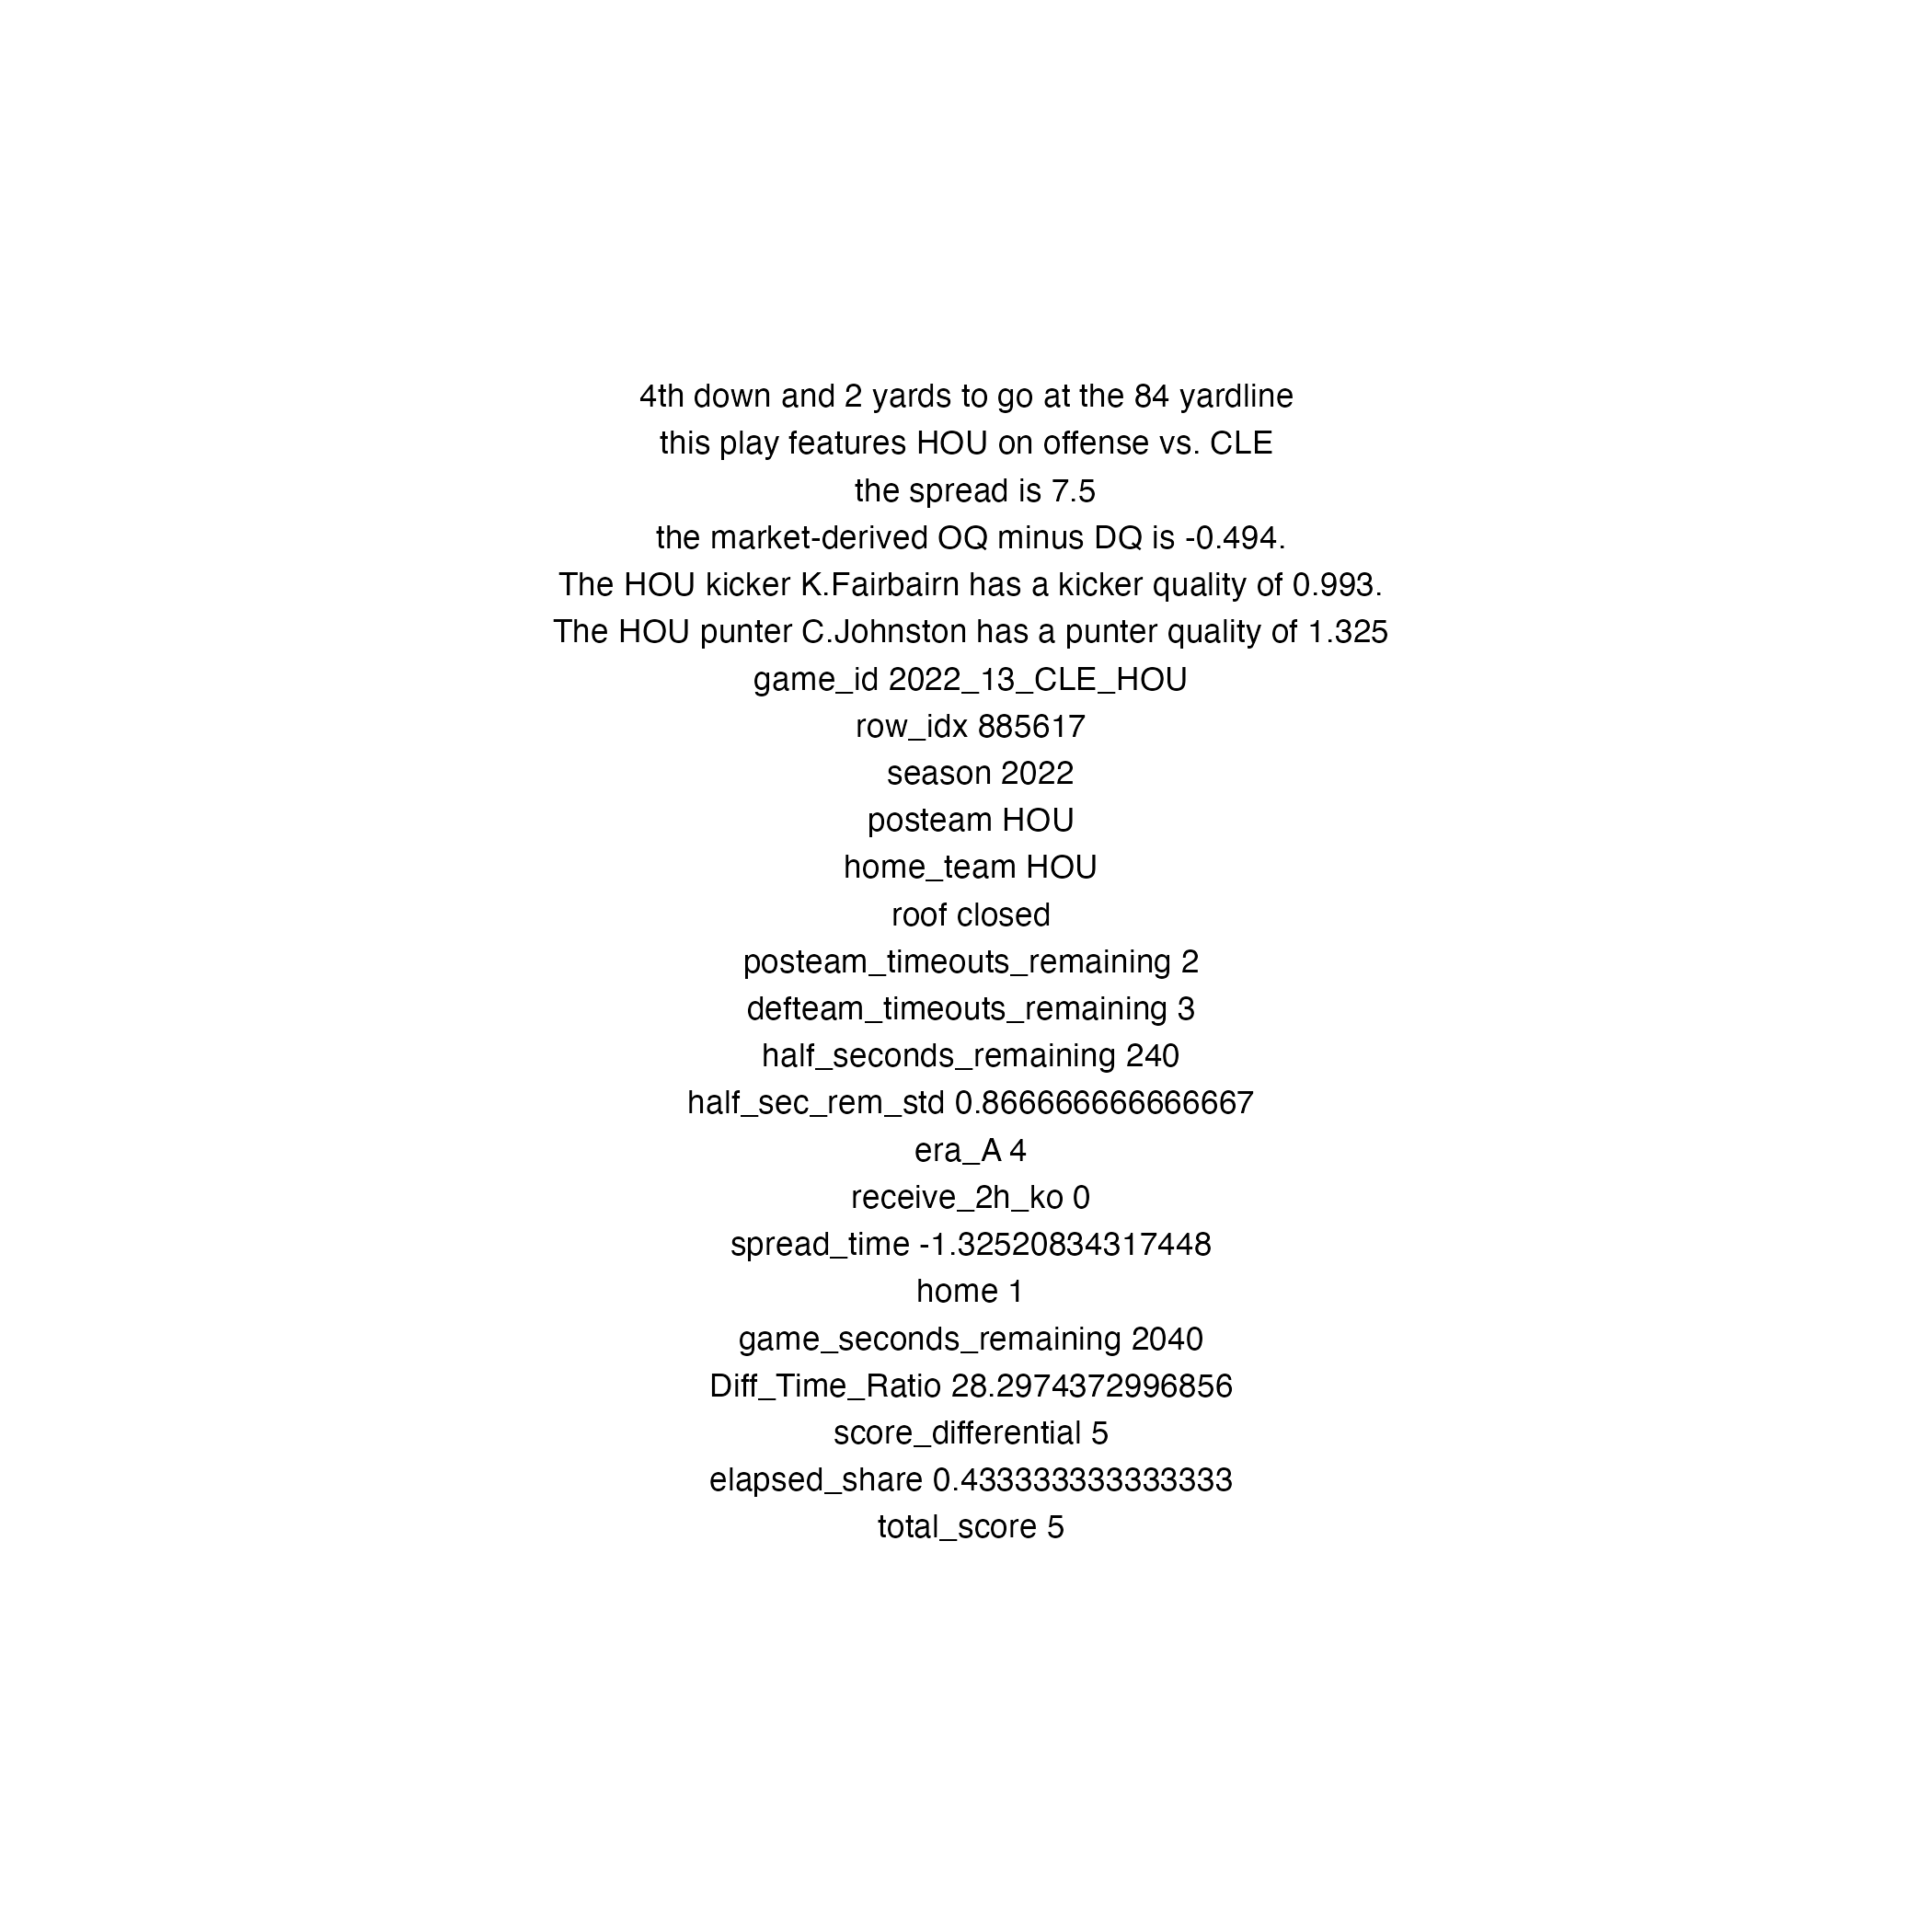 4th down and 2 yards to go at the 84 yardline
this play features HOU on offense vs. CLE
the spread is 7.5
the market-derived OQ minus DQ is -0.494.
The HOU kicker K.Fairbairn has a kicker quality of 0.993.
The HOU punter C.Johnston has a punter quality of 1.325
game_id 2022_13_CLE_HOU
row_idx 885617
season 2022
posteam HOU
home_team HOU
roof closed
posteam_timeouts_remaining 2
defteam_timeouts_remaining 3
half_seconds_remaining 240
half_sec_rem_std 0.866666666666667
era_A 4
receive_2h_ko 0
spread_time -1.32520834317448
home 1
game_seconds_remaining 2040
Diff_Time_Ratio 28.2974372996856
score_differential 5
elapsed_share 0.433333333333333
total_score 5